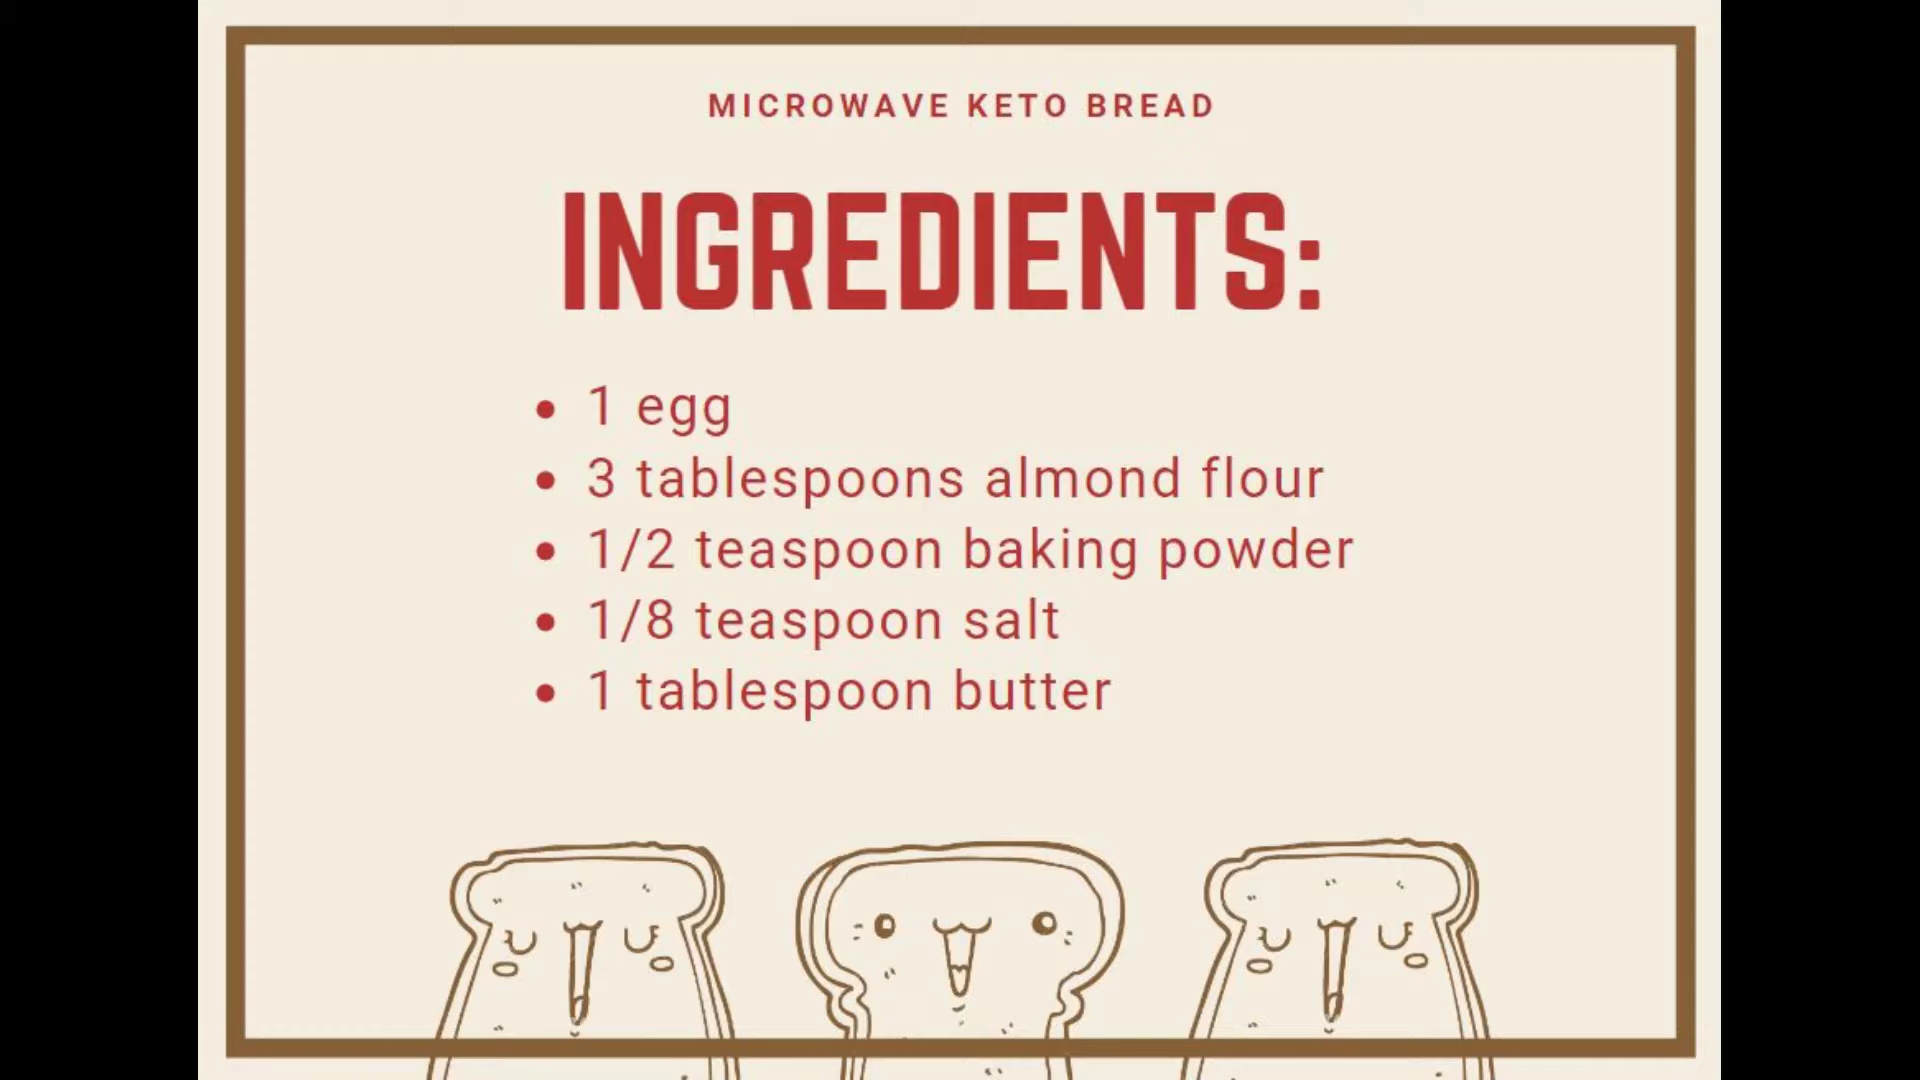 MICROWAVE KETO BREAD
INGREDIENTS:
• 1 egg
• 3 tablespoons almond flour
• 1/2 teaspoon baking powder
• 1/8 teaspoon salt
• 1 tablespoon butter